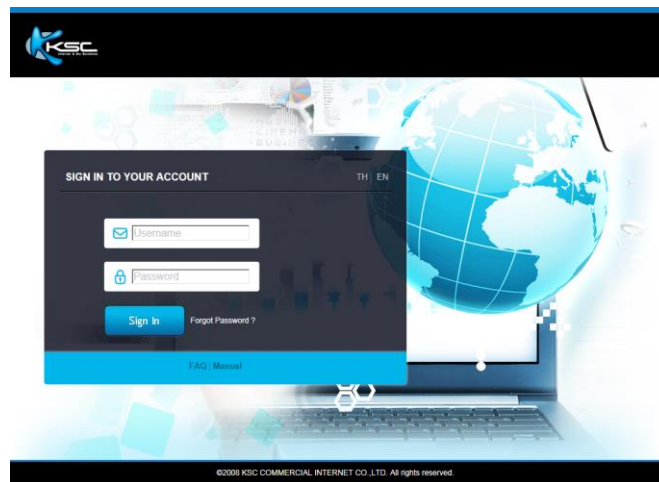 KSC
SIGN IN TO YOUR ACCOUNT
TH | EN
Username
Password
Sign In
Forgot Password ?
FAQ | Manual
©2008 KSC COMMERCIAL INTERNET CO.,LTD. All rights reserved.